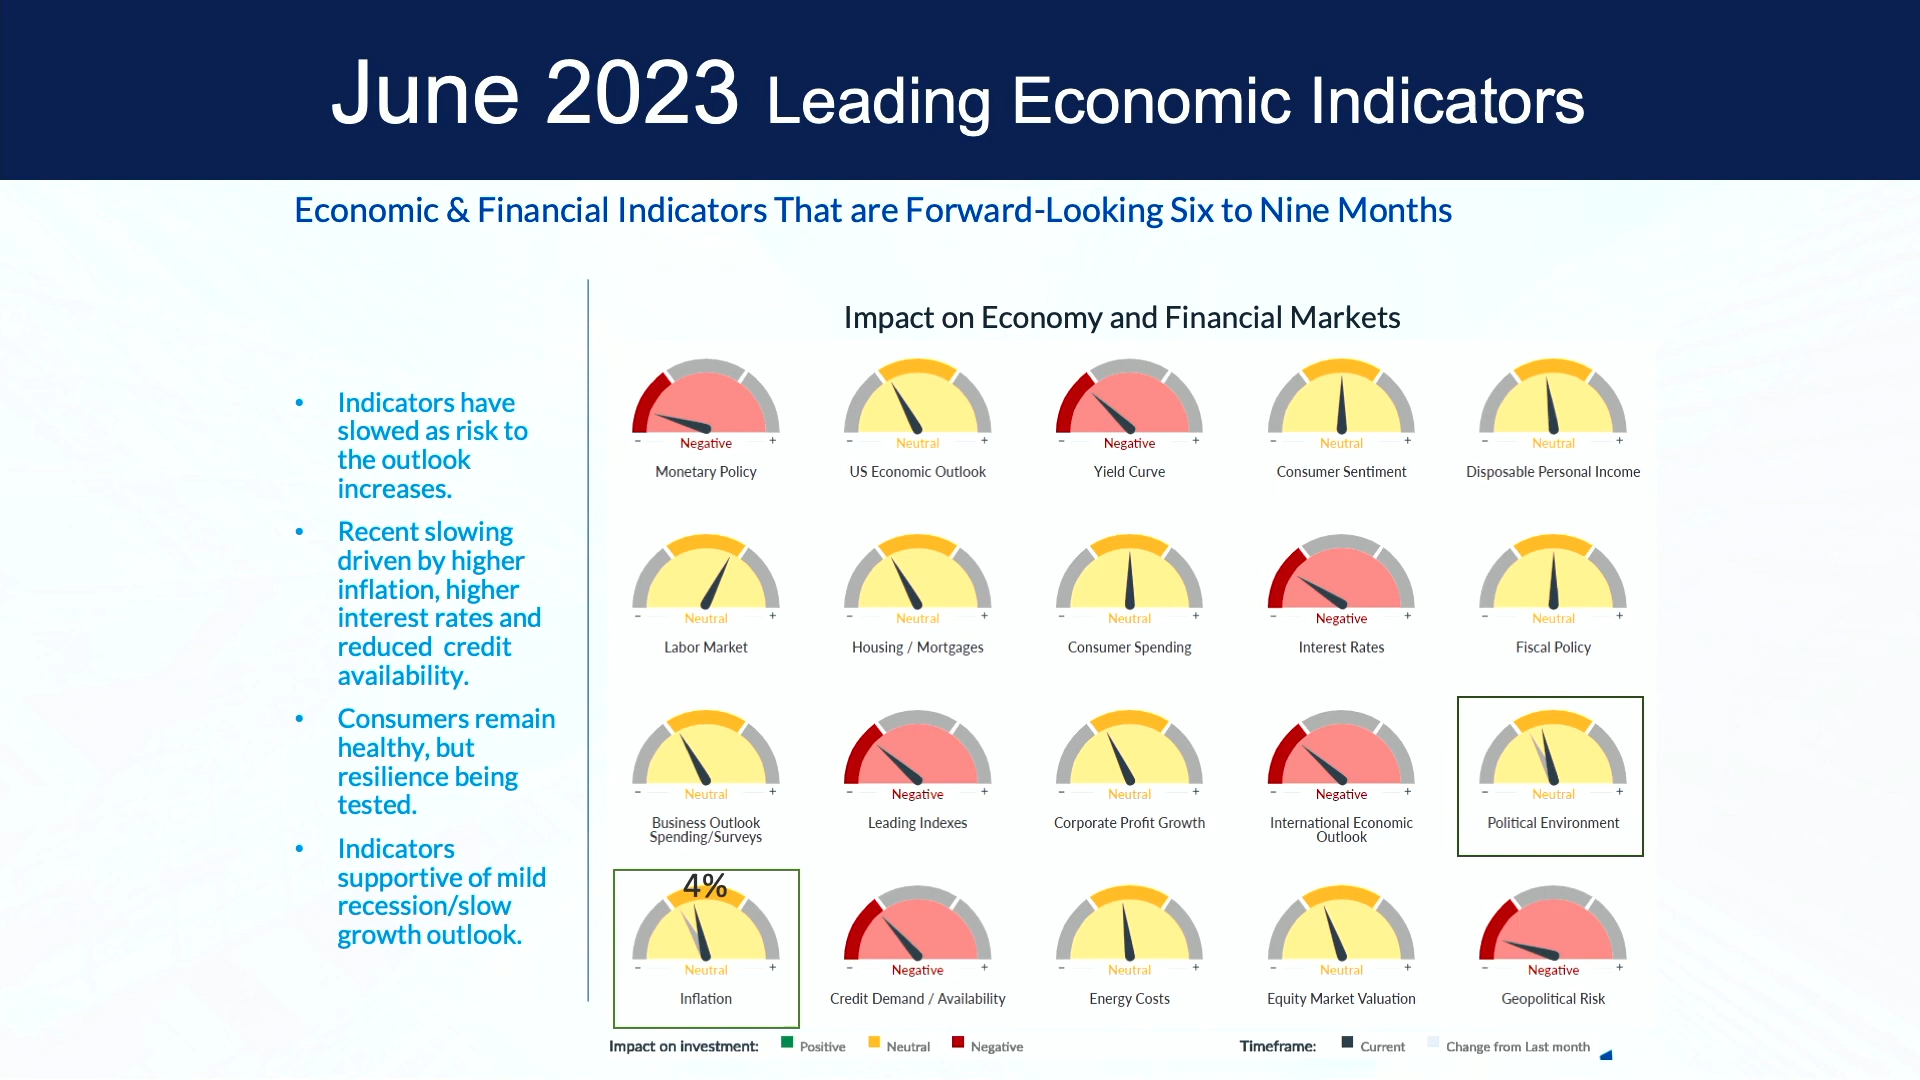 June 2023 Leading Economic Indicators
Economic & Financial Indicators That are Forward-Looking Six to Nine Months
• Indicators have
slowed as risk to
the outlook
increases.
• Recent slowing
driven by higher
inflation, higher
interest rates and
reduced credit
availability.
• Consumers remain
healthy, but
resilience being
tested.
• Indicators
supportive of mild
recession/slow
growth outlook.
Impact on Economy and Financial Markets
- Negative +
Monetary Policy
- Neutral +
US Economic Outlook
- Negative +
Yield Curve
- Neutral +
Consumer Sentiment
- Neutral +
Disposable Personal Income
- Neutral +
Labor Market
- Neutral +
Housing / Mortgages
- Neutral +
Consumer Spending
- Negative +
Interest Rates
- Neutral +
Fiscal Policy
- Neutral +
Business Outlook
Spending/Surveys
- Negative +
Leading Indexes
- Neutral +
Corporate Profit Growth
- Negative +
International Economic
Outlook
- Neutral +
Political Environment
4%
- Neutral +
Inflation
- Negative +
Credit Demand / Availability
- Neutral +
Energy Costs
- Neutral +
Equity Market Valuation
- Negative +
Geopolitical Risk
Impact on investment: Positive Neutral Negative
Timeframe: Current Change from Last month